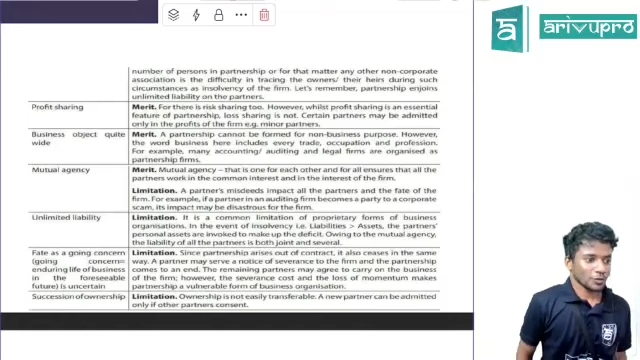 अ
arivupro
number of persons in partnership or for that matter any other non-corporate
association is the difficulty in tracing the owners/ their heirs during such
circumstances as insolvency of the firm. Let's remember, partnership enjoins
unlimited liability on the partners.
Profit sharing
Merit. For there is risk sharing too. However, whilst profit sharing is an essential
feature of partnership, loss sharing is not. Certain partners may be admitted
only in the profits of the firm e.g. minor partners.
Business object quite
wide
Merit. A partnership cannot be formed for non-business purpose. However,
the word business here includes every trade, occupation and profession.
For example, many accounting/ auditing and legal firms are organised as
partnership firms.
Mutual agency
Merit. Mutual agency – that is one for each other and for all ensures that all the
partners work in the common interest and in the interest of the firm.
Limitation. A partner's misdeeds impact all the partners and the fate of the
firm. For example, if a partner in an auditing firm becomes a party to a corporate
scam, its impact may be disastrous for the firm.
Unlimited liability
Limitation. It is a common limitation of proprietary forms of business
organisations. In the event of Insolvency i.e. Liabilities > Assets, the partners'
personal assets are invoked to make up the deficit. Owing to the mutual agency,
the liability of all the partners is both joint and several.
Fate as a going concern
(going concern=
enduring life of business
in the foreseeable
future) is uncertain
Limitation. Since partnership arises out of contract, it also ceases in the same
way. A partner may serve a notice of severance to the firm and the partnership
comes to an end. The remaining partners may agree to carry on the business
of the firm; however, the severance cost and the loss of momentum makes
partnership a vulnerable form of business organisation.
Succession of ownership
Limitation. Ownership is not easily transferable. A new partner can be admitted
only if other partners consent.